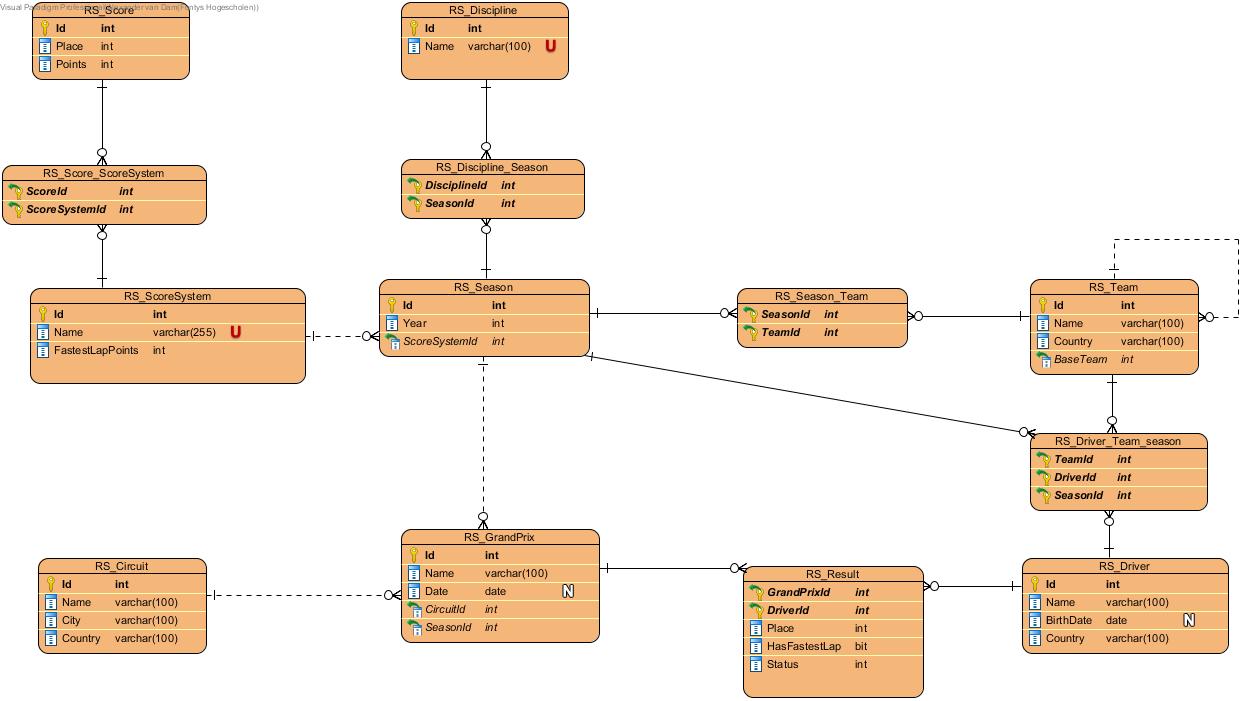 Visual Paradigm Professional(Alexander van Dam(Fontys Hogescholen))
RS_Score
Id int
Place int
Points int
RS_Discipline
Id int
Name varchar(100) U
RS_Score_ScoreSystem
ScoreId int
ScoreSystemId int
RS_Discipline_Season
DisciplineId int
SeasonId int
RS_ScoreSystem
Id int
Name varchar(255) U
FastestLapPoints int
RS_Season
Id int
Year int
ScoreSystemId int
RS_Season_Team
SeasonId int
TeamId int
RS_Team
Id int
Name varchar(100)
Country varchar(100)
BaseTeam int
RS_Driver_Team_season
TeamId int
DriverId int
SeasonId int
RS_Circuit
Id int
Name varchar(100)
City varchar(100)
Country varchar(100)
RS_GrandPrix
Id int
Name varchar(100)
Date date N
CircuitId int
SeasonId int
RS_Result
GrandPrixId int
DriverId int
Place int
HasFastestLap bit
Status int
RS_Driver
Id int
Name varchar(100)
BirthDate date N
Country varchar(100)